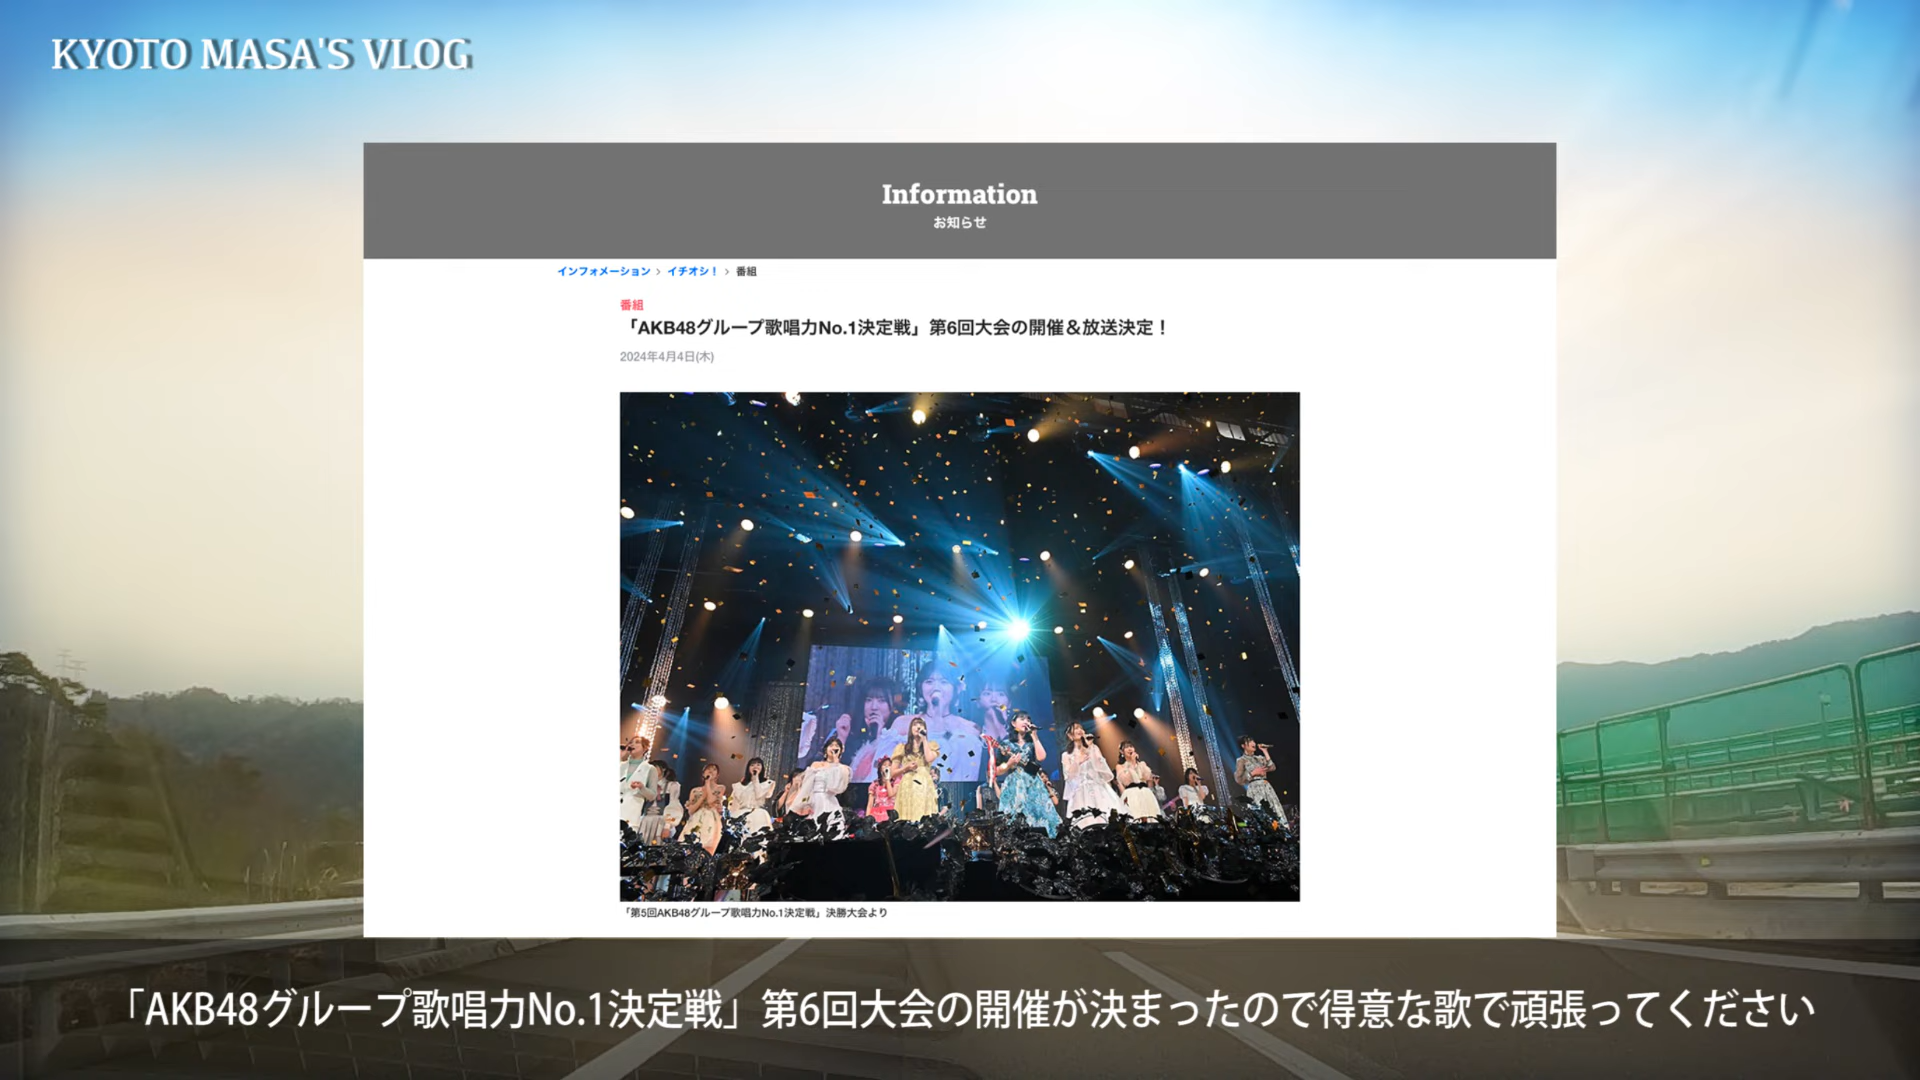 KYOTO MASA'S VLOG
Information
お知らせ
インフォメーション > イチオシ！ > 番組
番組
「AKB48グループ歌唱力No.1決定戦」第6回大会の開催＆放送決定！
2024年4月4日(木)
「第5回AKB48グループ歌唱力No.1決定戦」決勝大会より
「AKB48グループ歌唱力No.1決定戦」第6回大会の開催が決まったので得意な歌で頑張ってください